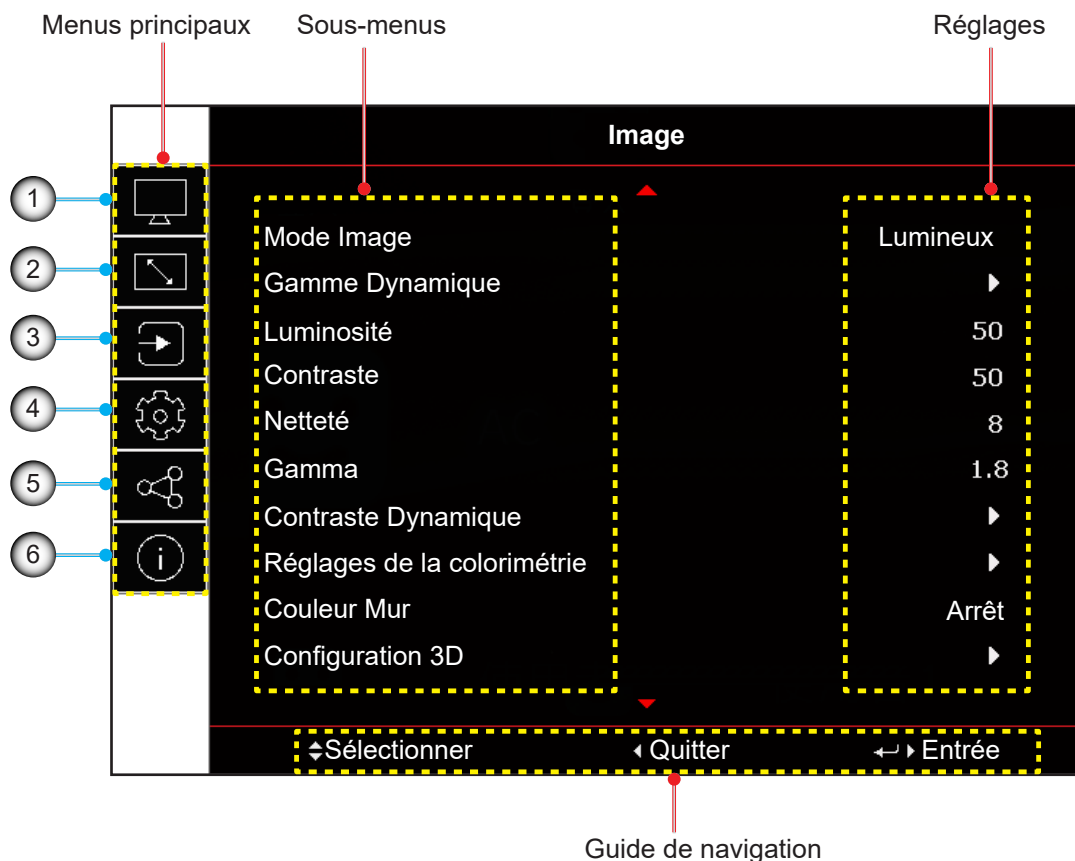 Menus principaux Sous-menus Réglages
Image
1
2
3
4
5
6
Mode Image Lumineux
Gamme Dynamique
Luminosité 50
Contraste 50
Netteté 8
Gamma 1.8
Contraste Dynamique
Réglages de la colorimétrie
Couleur Mur Arrêt
Configuration 3D
Sélectionner Quitter Entrée
Guide de navigation